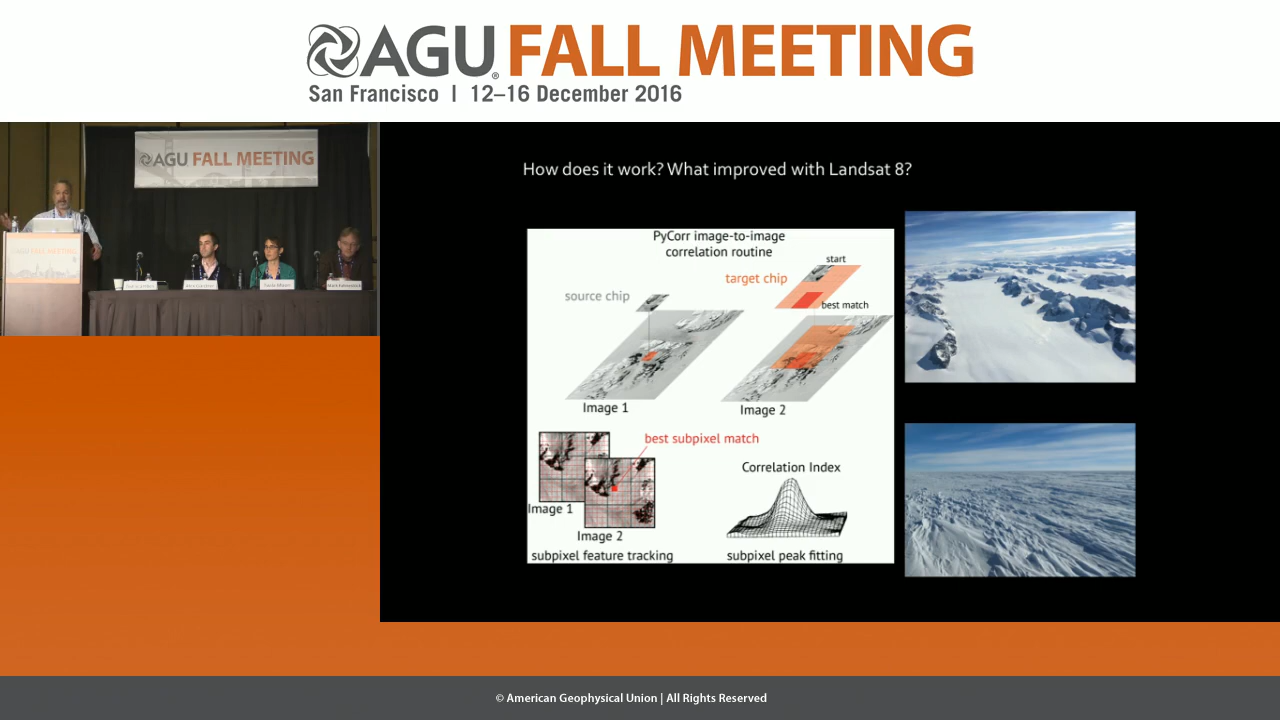 AGU® FALL MEETING
San Francisco | 12–16 December 2016
AGU FALL MEETING
AGU FALL MEETING
How does it work? What improved with Landsat 8?
PyCorr image-to-image
correlation routine
start
target chip
source chip
best match
Image 1
Image 2
best subpixel match
Correlation Index
Image 1
Image 2
subpixel feature tracking
subpixel peak fitting
© American Geophysical Union | All Rights Reserved